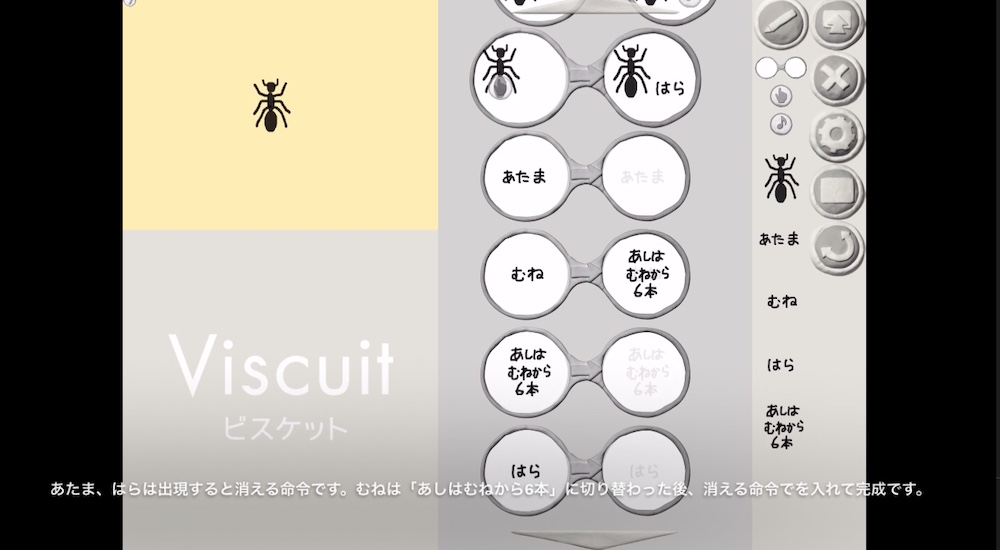 はら
あたま
あたま
むね
あしは
むねから
6本
あしは
むねから
6本
あしは
むねから
6本
はら
はら
あたま
むね
はら
あしは
むねから
6本
Viscuit
ビスケット
あたま、はらは出現すると消える命令です。むねは「あしはむねから6本」に切り替わった後、消える命令でを入れて完成です。